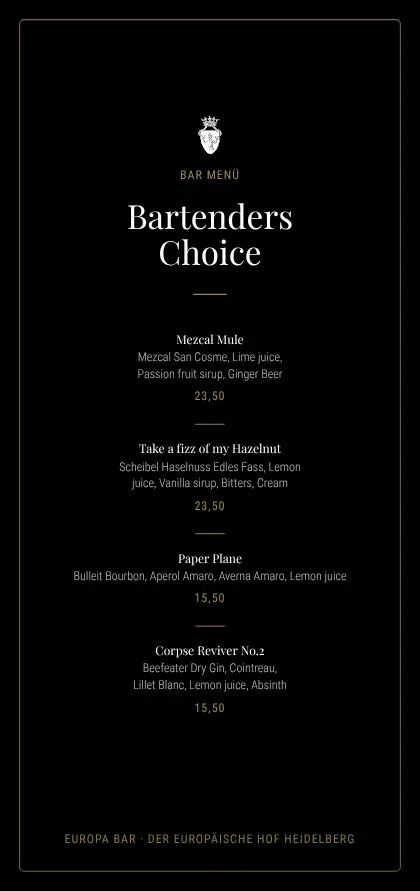 BAR MENÜ
Bartenders
Choice
Mezcal Mule
Mezcal San Cosme, Lime juice,
Passion fruit sirup, Ginger Beer
23,50
Take a fizz of my Hazelnut
Scheibel Haselnuss Edles Fass, Lemon
juice, Vanilla sirup, Bitters, Cream
23,50
Paper Plane
Bulleit Bourbon, Aperol Amaro, Averna Amaro, Lemon juice
15,50
Corpse Reviver No.2
Beefeater Dry Gin, Cointreau,
Lillet Blanc, Lemon juice, Absinth
15,50
EUROPA BAR · DER EUROPÄISCHE HOF HEIDELBERG